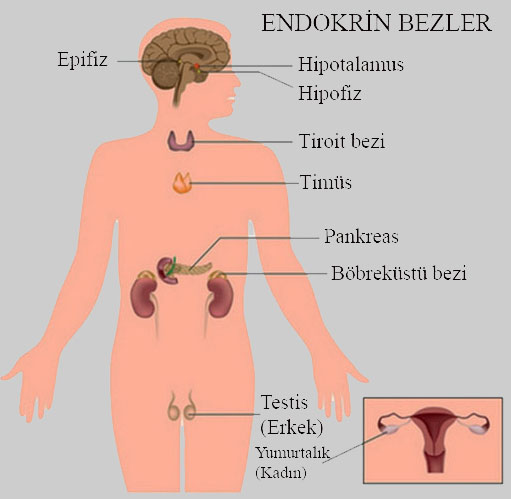 ENDOKRİN BEZLER
Epifiz
Hipotalamus
Hipofiz
Tiroit bezi
Timüs
Pankreas
Böbreküstü bezi
Testis
(Erkek)
Yumurtalık
(Kadın)